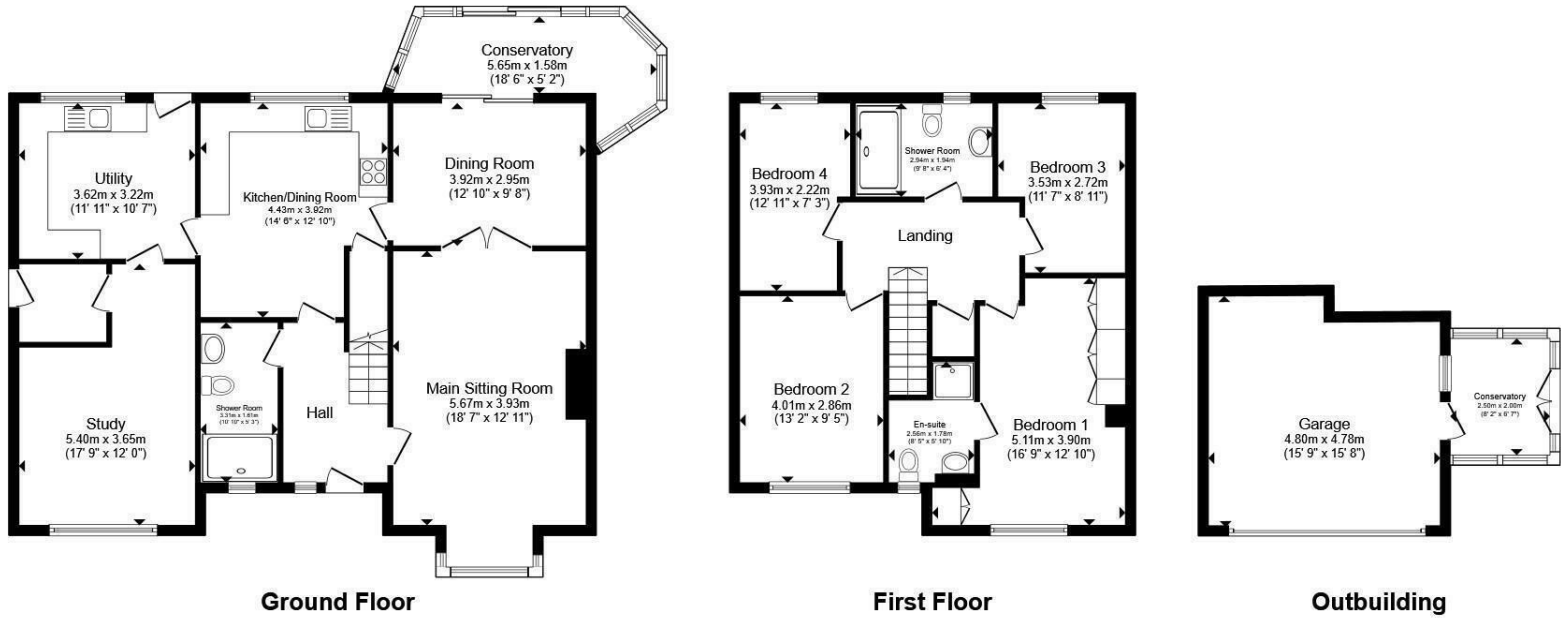 Conservatory
5.65m x 1.58m
(18' 6" x 5' 2")
Utility
3.62m x 3.22m
(11' 11" x 10' 7")
Kitchen/Dining Room
4.43m x 3.92m
(14' 6" x 12' 10")
Dining Room
3.92m x 2.95m
(12' 10" x 9' 8")
Study
5.40m x 3.65m
(17' 9" x 12' 0")
Shower Room
3.31m x 1.61m
(10' 10" x 5' 3")
Hall
Main Sitting Room
5.67m x 3.93m
(18' 7" x 12' 11")
Ground Floor
Bedroom 4
3.93m x 2.22m
(12' 11" x 7' 3")
Shower Room
2.94m x 1.94m
(9' 8" x 6' 4")
Bedroom 3
3.53m x 2.72m
(11' 7" x 8' 11")
Landing
Bedroom 2
4.01m x 2.86m
(13' 2" x 9' 5")
En-suite
2.56m x 1.78m
(8' 5" x 5' 10")
Bedroom 1
5.11m x 3.90m
(16' 9" x 12' 10")
First Floor
Garage
4.80m x 4.78m
(15' 9" x 15' 8")
Conservatory
2.50m x 2.00m
(8' 2" x 6' 7")
Outbuilding